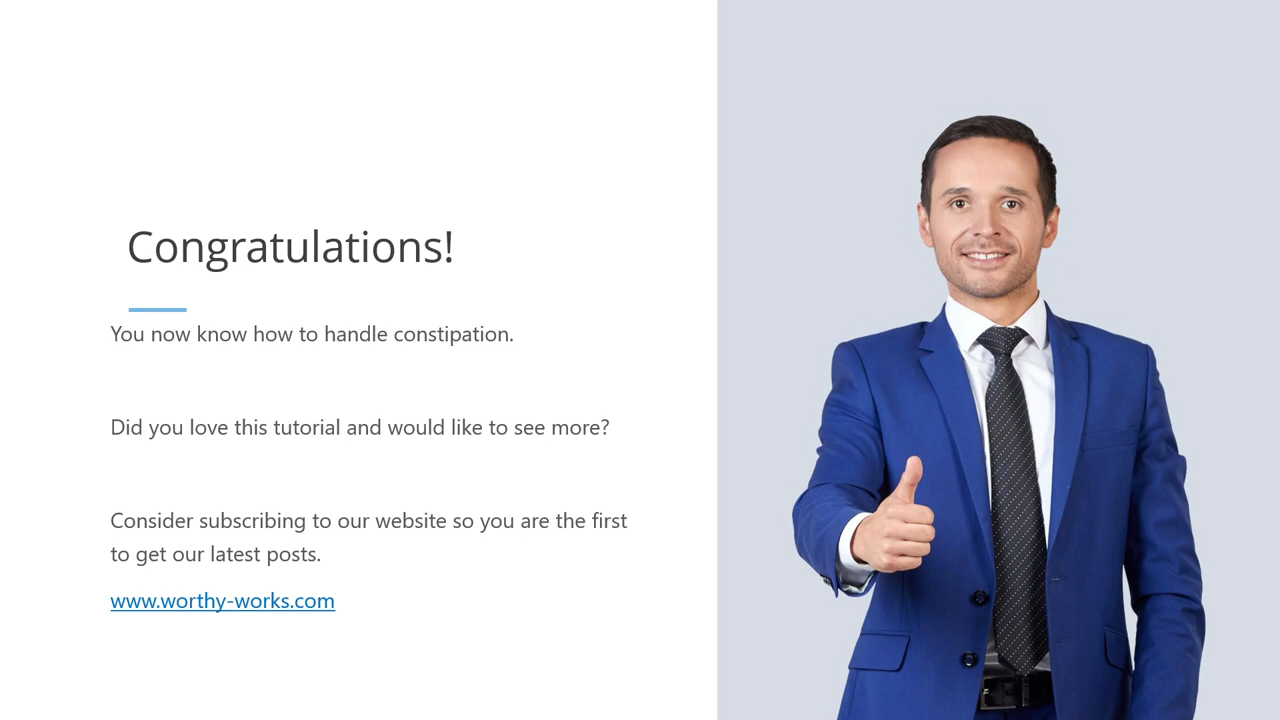 Congratulations!
You now know how to handle constipation.
Did you love this tutorial and would like to see more?
Consider subscribing to our website so you are the first
to get our latest posts.
www.worthy-works.com